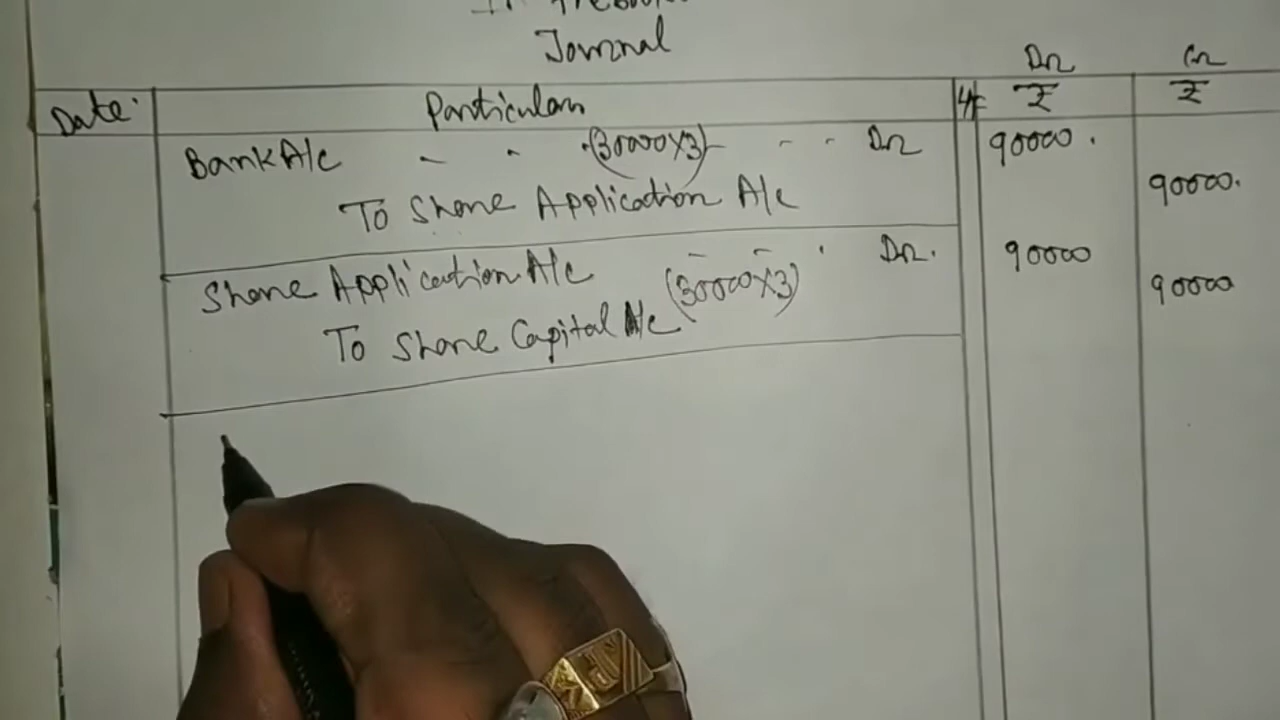 Journal
Dr Cr
Date. Particulars L/F ₹ ₹
Bank A/c - - (30000x3) - - Dr 90000.
To Share Application A/c 90000.
Share Application A/c - - . Dr. 90000
(30000x3) 90000
To Share Capital A/c